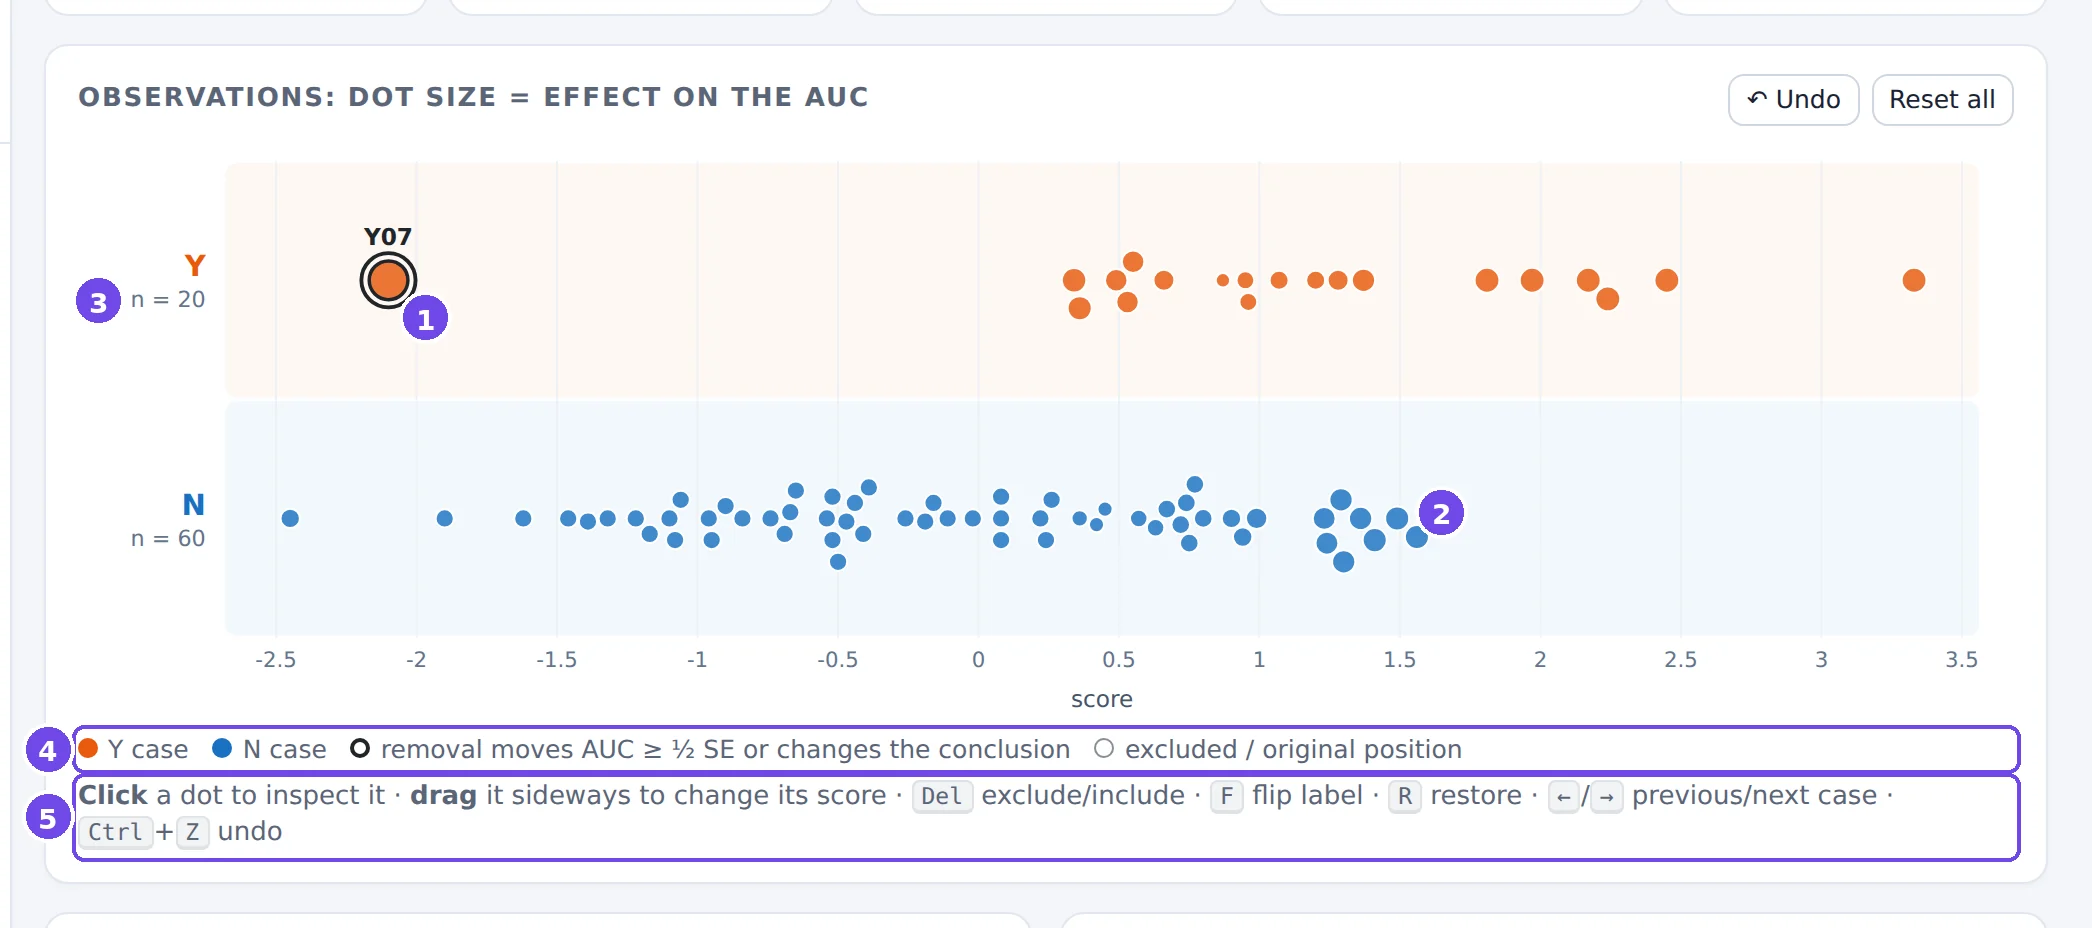 OBSERVATIONS: DOT SIZE = EFFECT ON THE AUC
↶ Undo
Reset all
Y07
Y
3
n = 20
1
N
n = 60
2
-2.5 -2 -1.5 -1 -0.5 0 0.5 1 1.5 2 2.5 3 3.5
score
4
Y case N case removal moves AUC ≥ ½ SE or changes the conclusion excluded / original position
5
Click a dot to inspect it · drag it sideways to change its score · Del exclude/include · F flip label · R restore · ←/→ previous/next case ·
Ctrl+Z undo